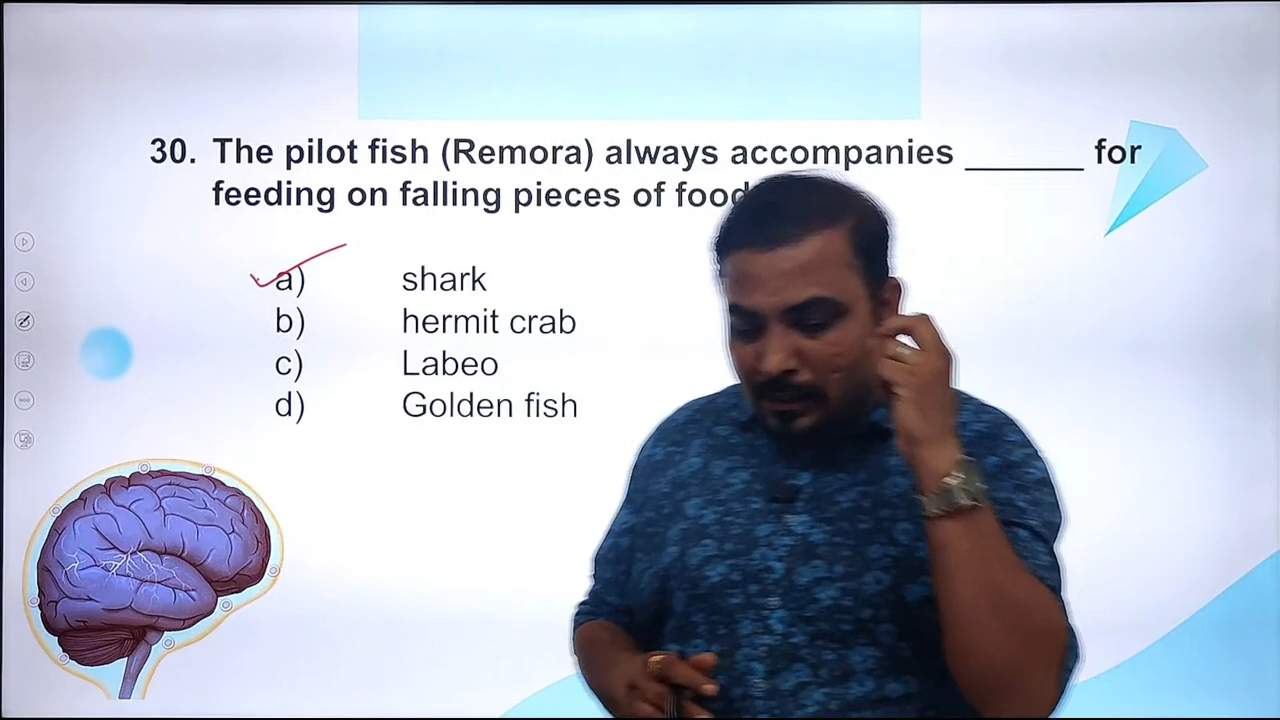 30. The pilot fish (Remora) always accompanies ______ for
feeding on falling pieces of food
a) shark
b) hermit crab
c) Labeo
d) Golden fish